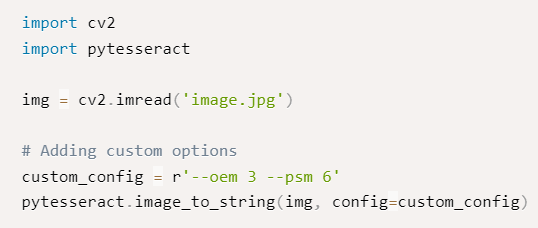 import cv2
import pytesseract
img = cv2.imread('image.jpg')
# Adding custom options
custom_config = r'--oem 3 --psm 6'
pytesseract.image_to_string(img, config=custom_config)